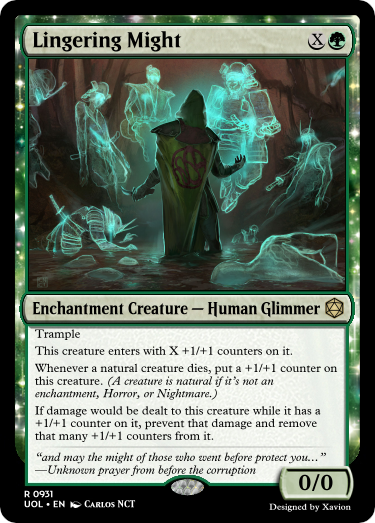 Lingering Might X
Enchantment Creature — Human Glimmer
Trample
This creature enters with X +1/+1 counters on it.
Whenever a natural creature dies, put a +1/+1 counter on
this creature. (A creature is natural if it's not an
enchantment, Horror, or Nightmare.)
If damage would be dealt to this creature while it has a
+1/+1 counter on it, prevent that damage and remove
that many +1/+1 counters from it.
“and may the might of those who went before protect you…”
—Unknown prayer from before the corruption
0/0
R 0931
UOL • EN Carlos NCT
Designed by Xavion